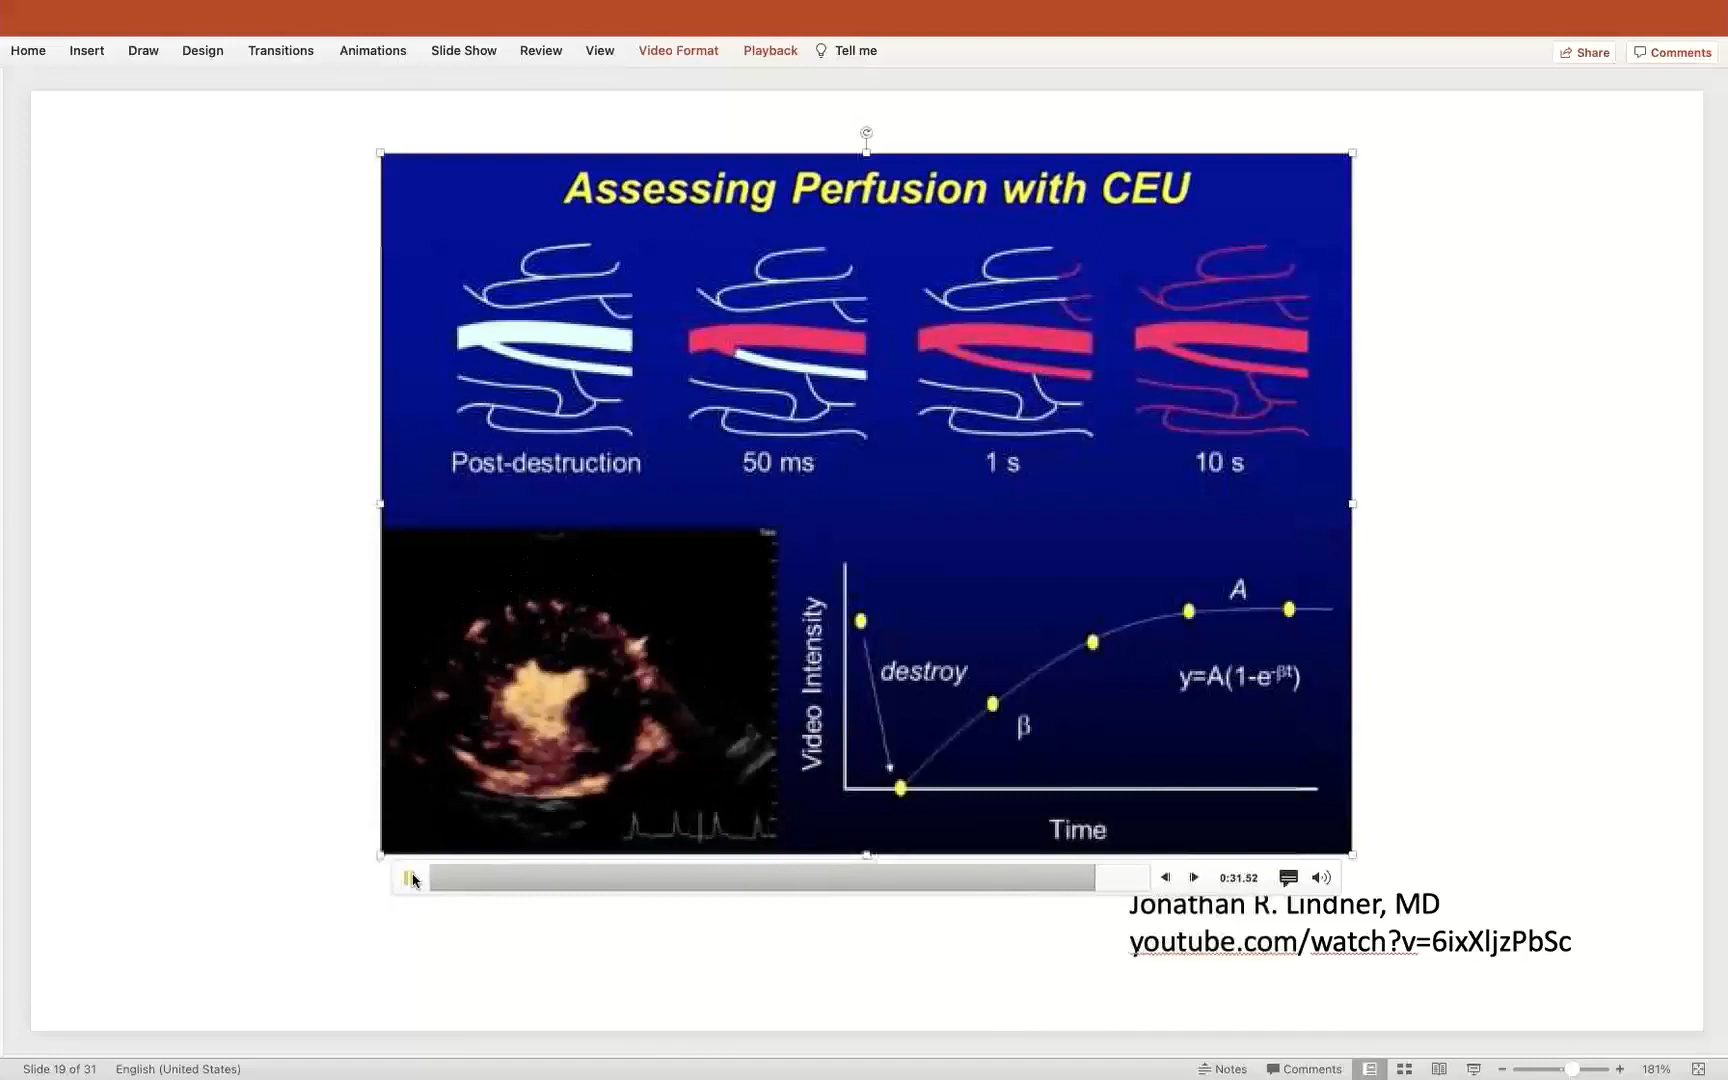 Home Insert Draw Design Transitions Animations Slide Show Review View Video Format Playback Tell me Share Comments
Assessing Perfusion with CEU
Post-destruction 50 ms 1 s 10 s
Video Intensity
destroy
β
A
y=A(1-e-βt)
Time
0:31.52
Jonathan R. Lindner, MD
youtube.com/watch?v=6ixXljzPbSc
Slide 19 of 31 English (United States) Notes Comments 181%